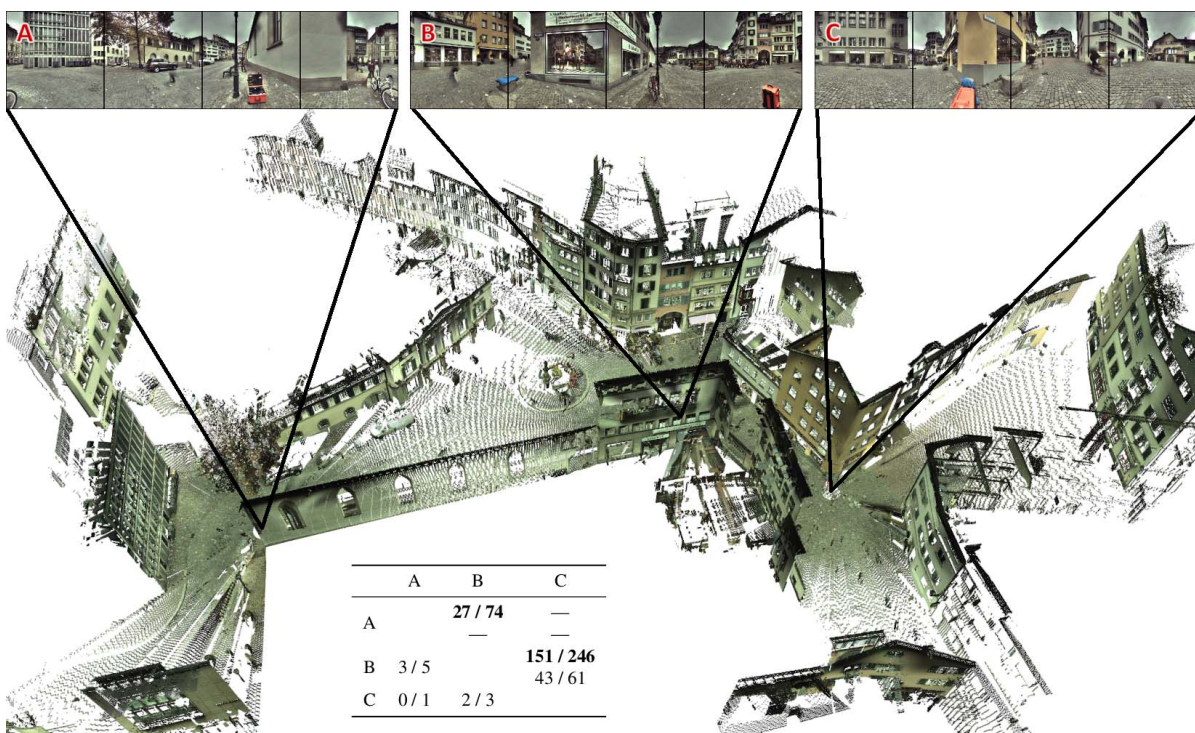 A
B
C
A B C
A 27 / 74 —
— —
B 3 / 5 151 / 246
43 / 61
C 0 / 1 2 / 3